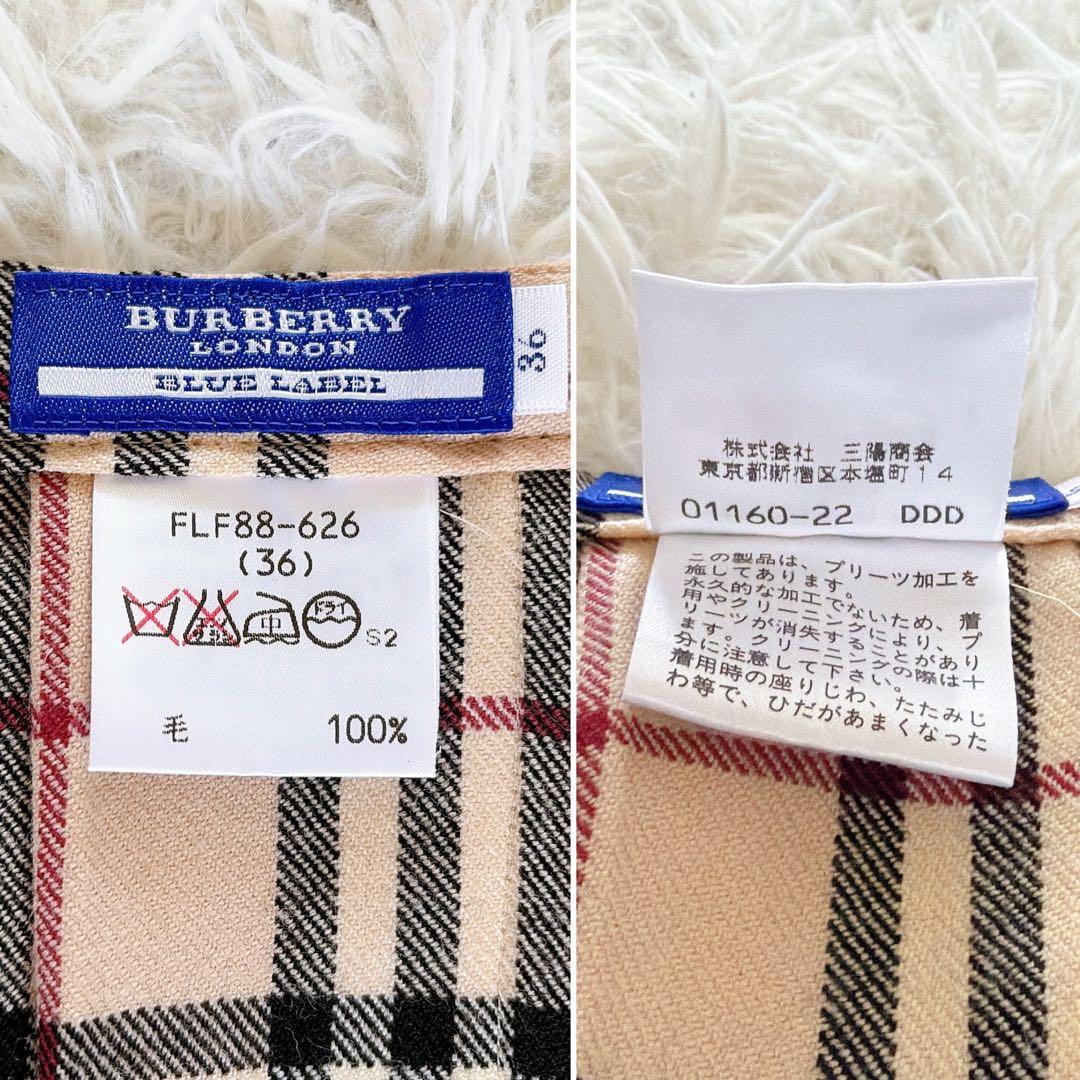 BURBERRY
LONDON
BLUE LABEL
36
FLF88-626
(36)
エンソ
サラシ
中
ドライ
S2
毛 100%
株式会社 三陽商会
東京都新宿区本塩町14
01160-22 DDD
この製品は、プリーツ加工を
施してあります。
永久的な加工でないため、着
用やクリーニングにより、プ
リーツが消失することがあり
ます。クリーニングの際は十
分に注意して下さい。
着用時の座りじわ、たたみじ
わ等で、ひだがあまくなった